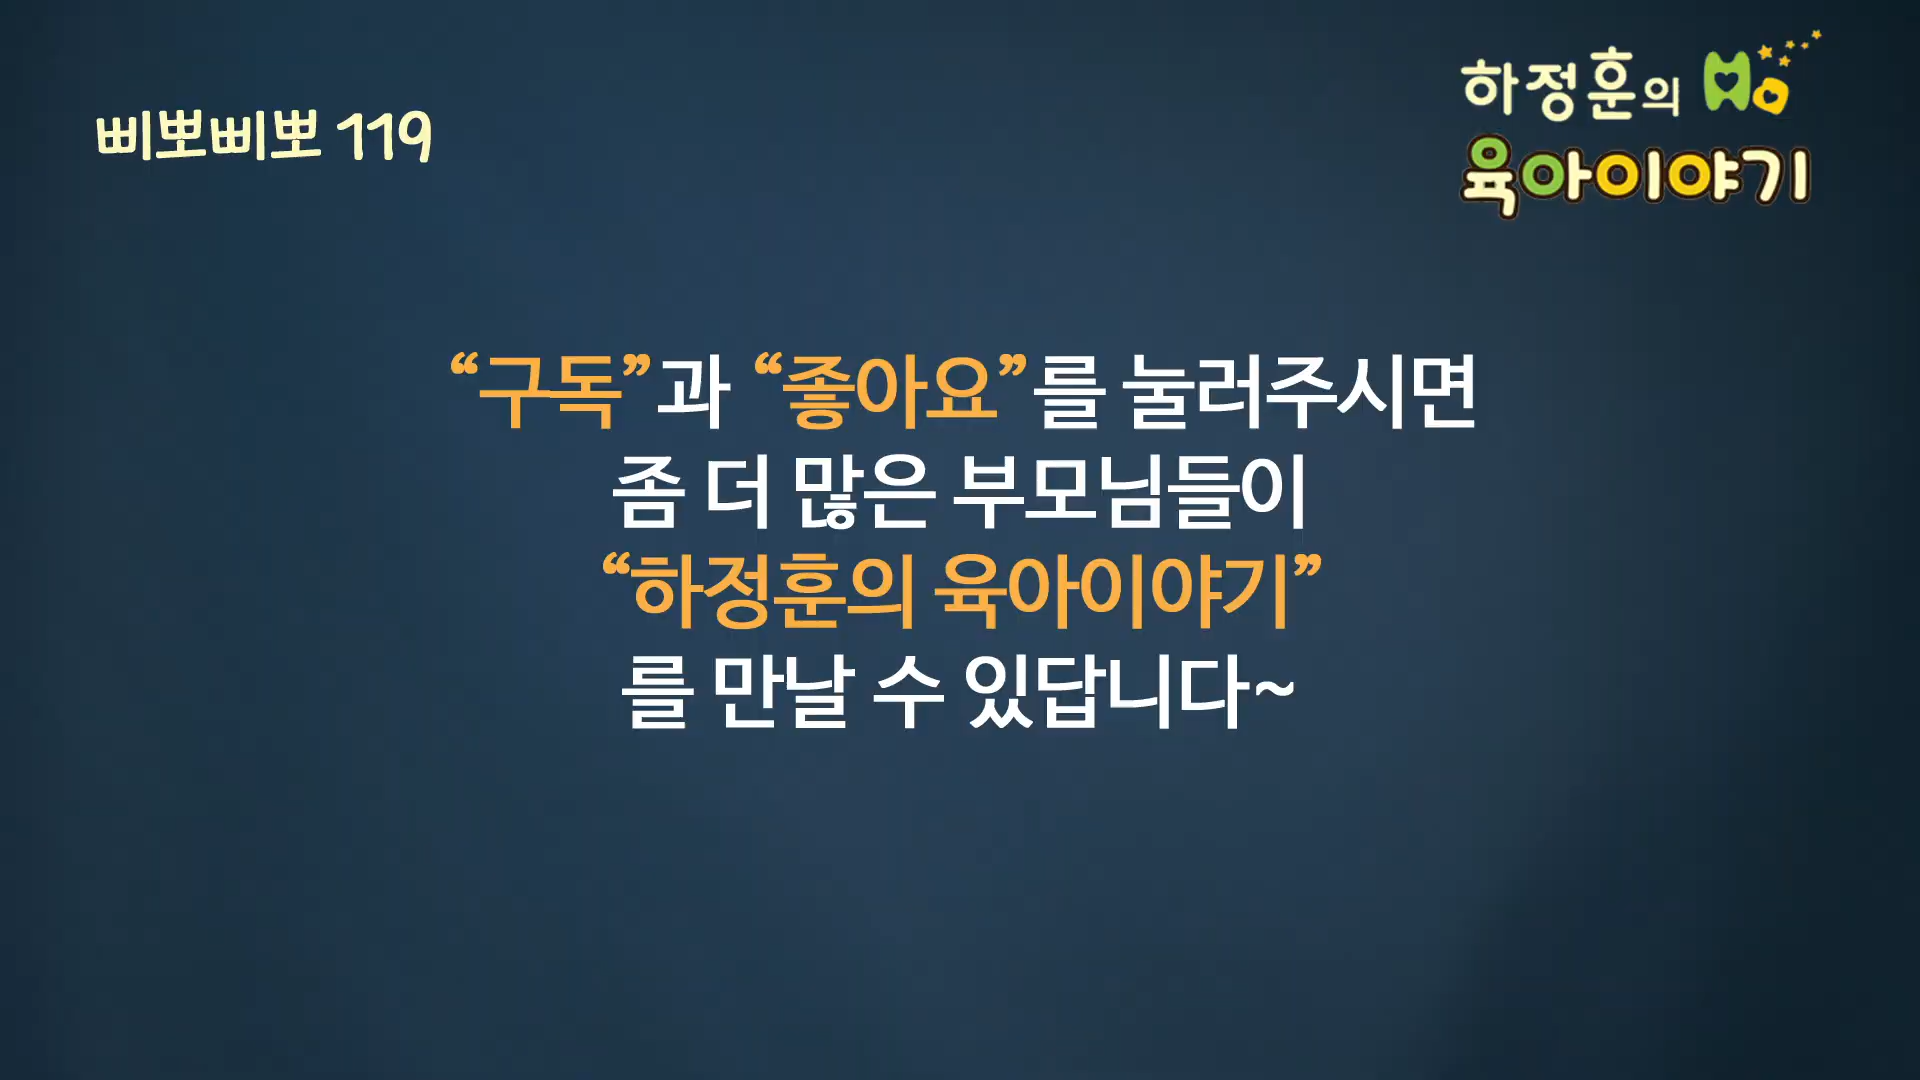 삐뽀삐뽀 119
하정훈의
육아이야기
“구독”과 “좋아요”를 눌러주시면
좀 더 많은 부모님들이
“하정훈의 육아이야기”
를 만날 수 있답니다~